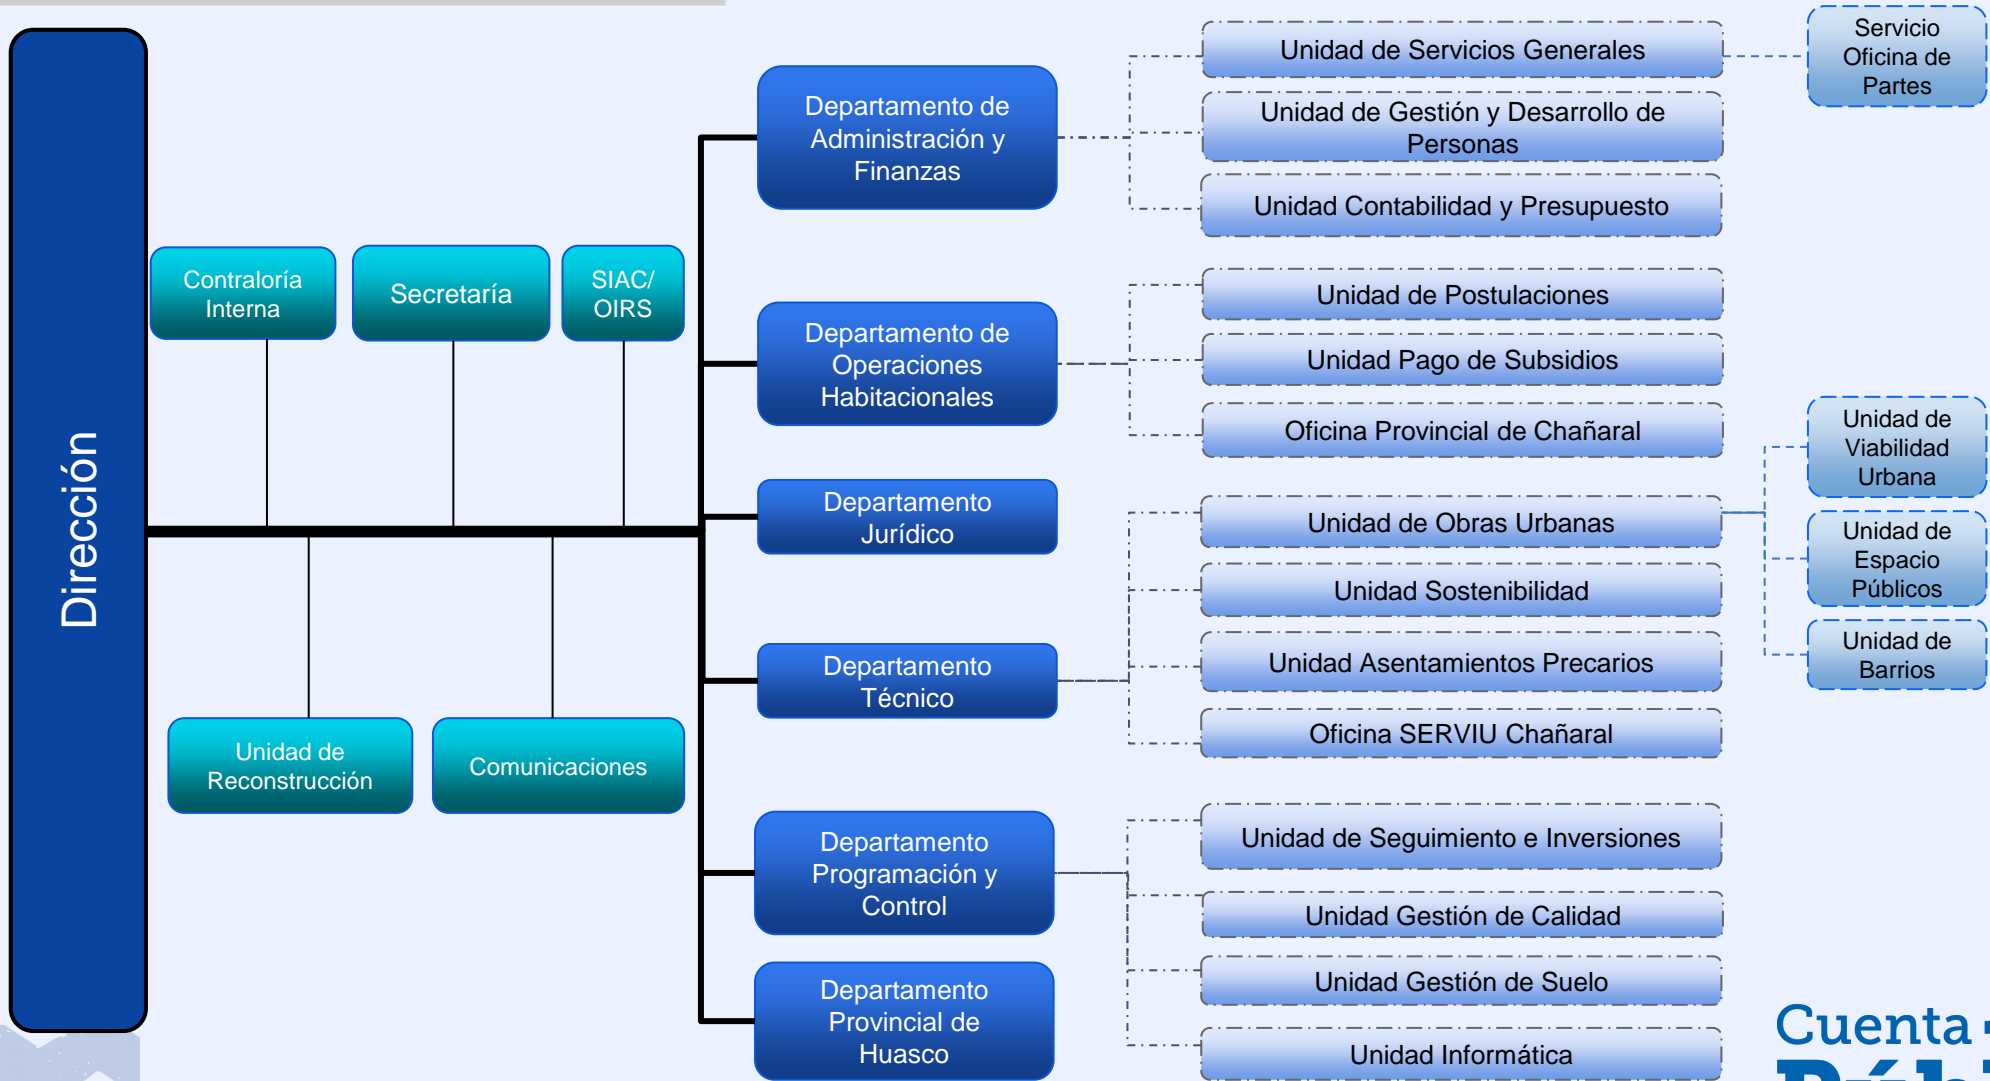 Dirección
Contraloría
Interna
Secretaría
SIAC/
OIRS
Unidad de
Reconstrucción
Comunicaciones
Departamento de
Administración y
Finanzas
Unidad de Servicios Generales
Servicio
Oficina de
Partes
Unidad de Gestión y Desarrollo de
Personas
Unidad Contabilidad y Presupuesto
Departamento de
Operaciones
Habitacionales
Unidad de Postulaciones
Unidad Pago de Subsidios
Oficina Provincial de Chañaral
Departamento
Jurídico
Departamento
Técnico
Unidad de Obras Urbanas
Unidad de
Viabilidad
Urbana
Unidad de
Espacio
Públicos
Unidad de
Barrios
Unidad Sostenibilidad
Unidad Asentamientos Precarios
Oficina SERVIU Chañaral
Departamento
Programación y
Control
Unidad de Seguimiento e Inversiones
Unidad Gestión de Calidad
Unidad Gestión de Suelo
Unidad Informática
Departamento
Provincial de
Huasco
Cuenta